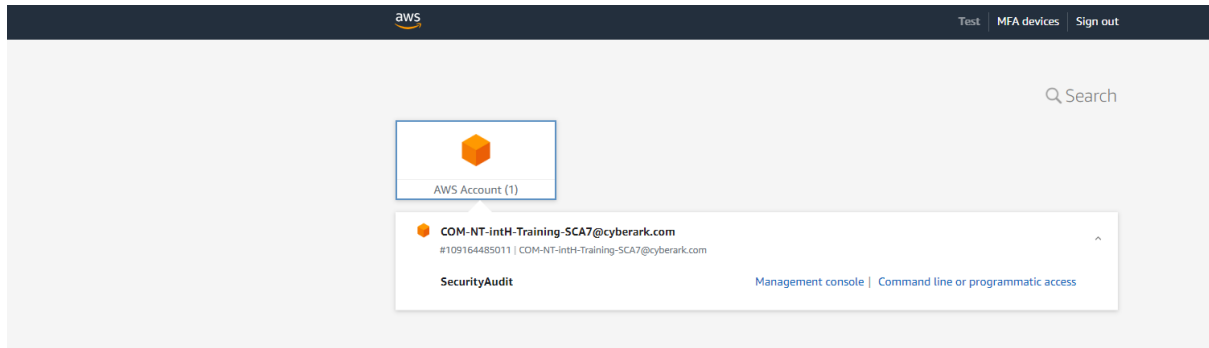 aws
Test MFA devices Sign out
Search
AWS Account (1)
COM-NT-intH-Training-SCA7@cyberark.com
#109164485011 | COM-NT-intH-Training-SCA7@cyberark.com
SecurityAudit Management console | Command line or programmatic access